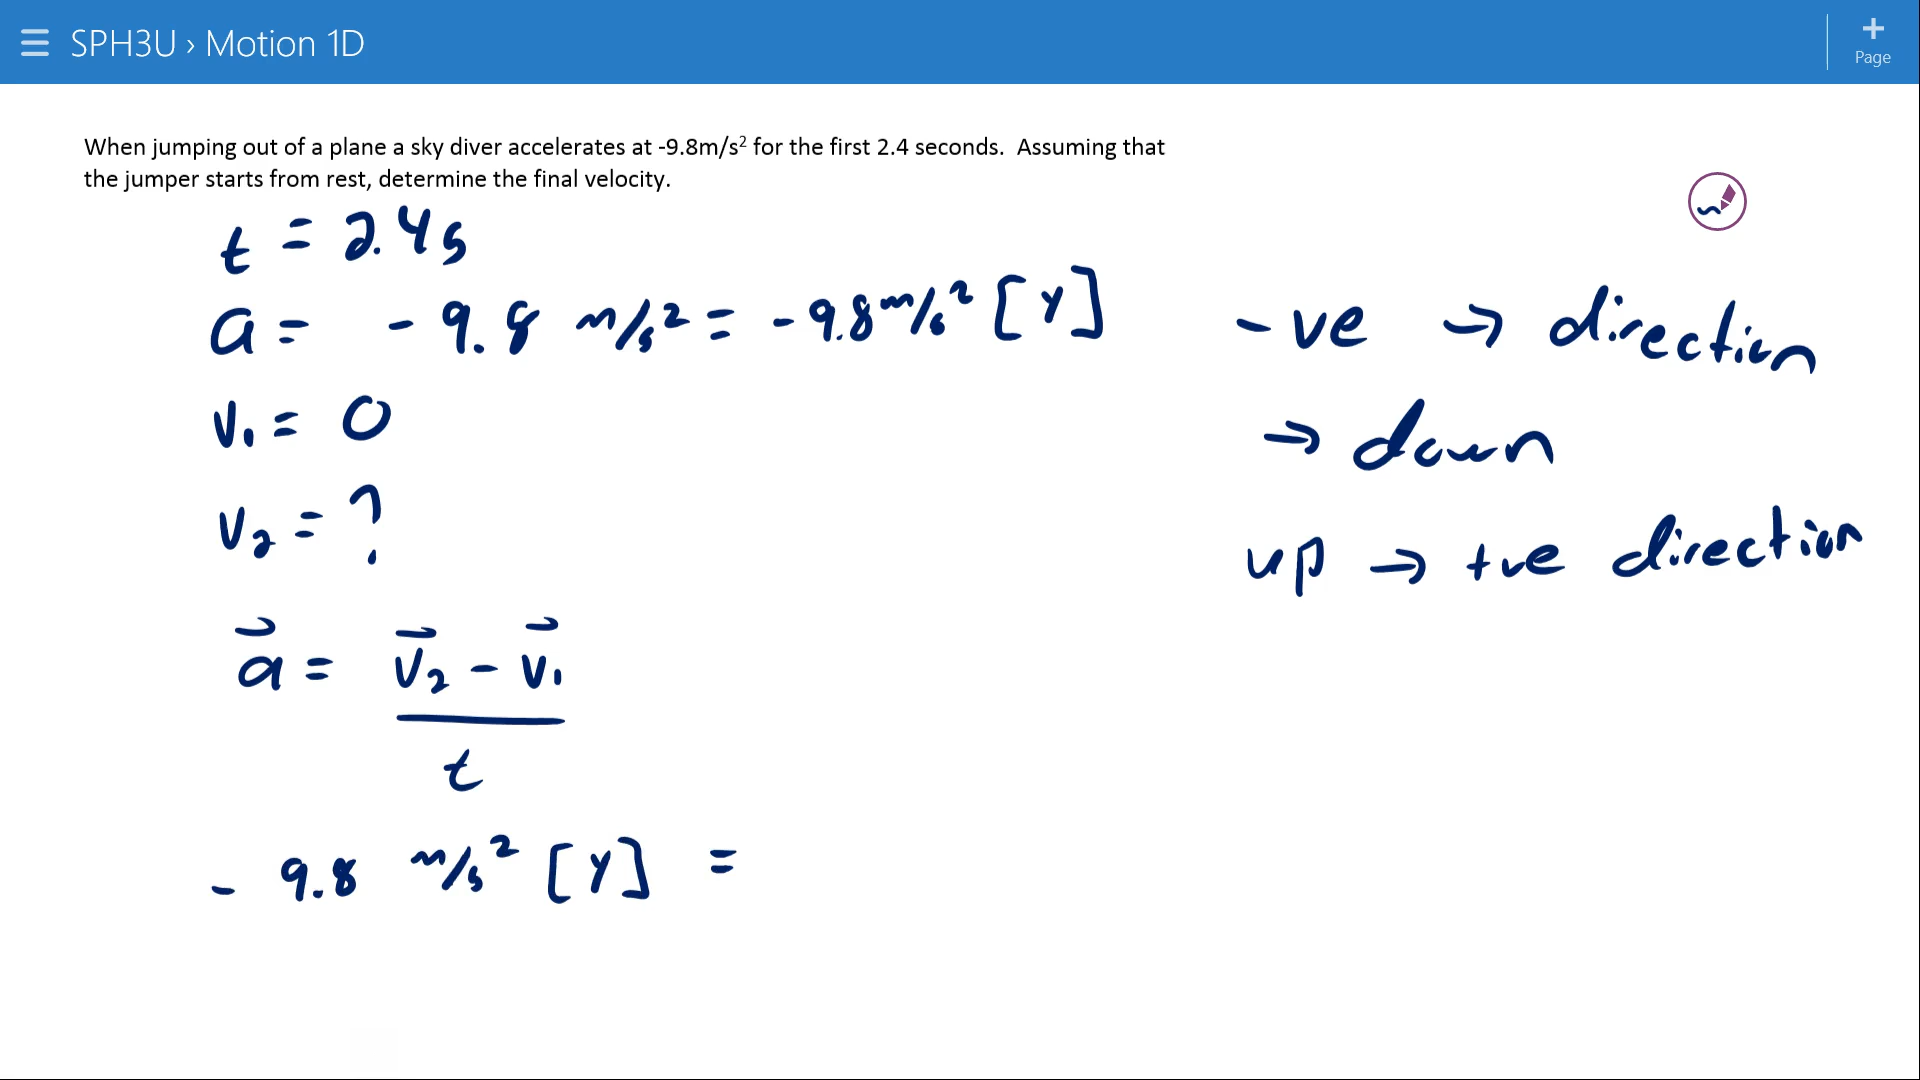 SPH3U › Motion 1D
+
Page
When jumping out of a plane a sky diver accelerates at -9.8m/s² for the first 2.4 seconds.  Assuming that
the jumper starts from rest, determine the final velocity.
t = 2.4s
a = - 9.8 m/s² = - 9.8 m/s² [Y]
-ve → direction
v₁ = 0
→ down
v₂ = ?
up → +ve direction
a⃗ = v⃗₂ - v⃗₁
t
- 9.8 m/s² [Y] =